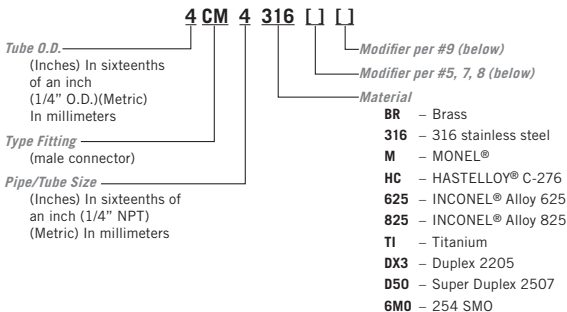 4 CM 4 316 [ ] [ ]
Tube O.D.
(Inches) In sixteenths
of an inch
(1/4” O.D.)(Metric)
In millimeters
Type Fitting
(male connector)
Pipe/Tube Size
(Inches) In sixteenths of
an inch (1/4” NPT)
(Metric) In millimeters
Modifier per #9 (below)
Modifier per #5, 7, 8 (below)
Material
BR – Brass
316 – 316 stainless steel
M – MONEL®
HC – HASTELLOY® C-276
625 – INCONEL® Alloy 625
825 – INCONEL® Alloy 825
TI – Titanium
DX3 – Duplex 2205
D50 – Super Duplex 2507
6MO – 254 SMO